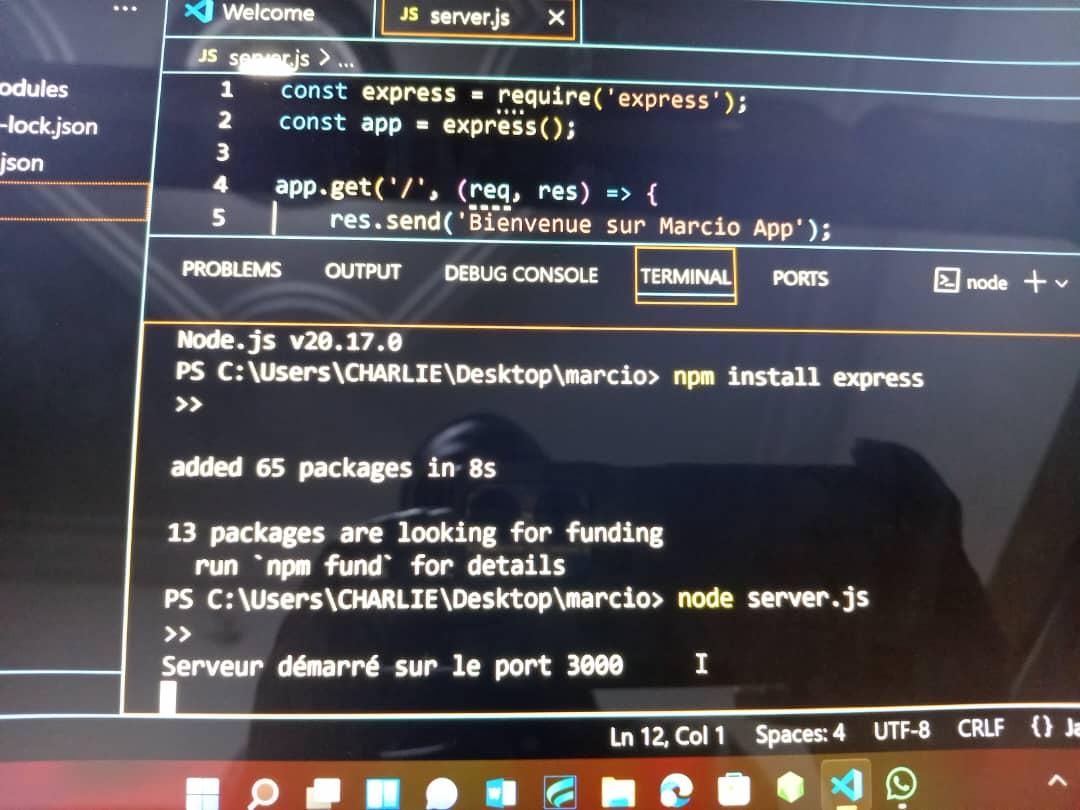 ...
Welcome
JS server.js ×
JS server.js > ...
odules
-lock.json
json
1 const express = require('express');
2 const app = express();
3
4 app.get('/', (req, res) => {
5 res.send('Bienvenue sur Marcio App');
PROBLEMS OUTPUT DEBUG CONSOLE TERMINAL PORTS node
Node.js v20.17.0
PS C:\Users\CHARLIE\Desktop\marcio> npm install express
>>
added 65 packages in 8s
13 packages are looking for funding
run `npm fund` for details
PS C:\Users\CHARLIE\Desktop\marcio> node server.js
>>
Serveur démarré sur le port 3000
Ln 12, Col 1 Spaces: 4 UTF-8 CRLF {} Ja